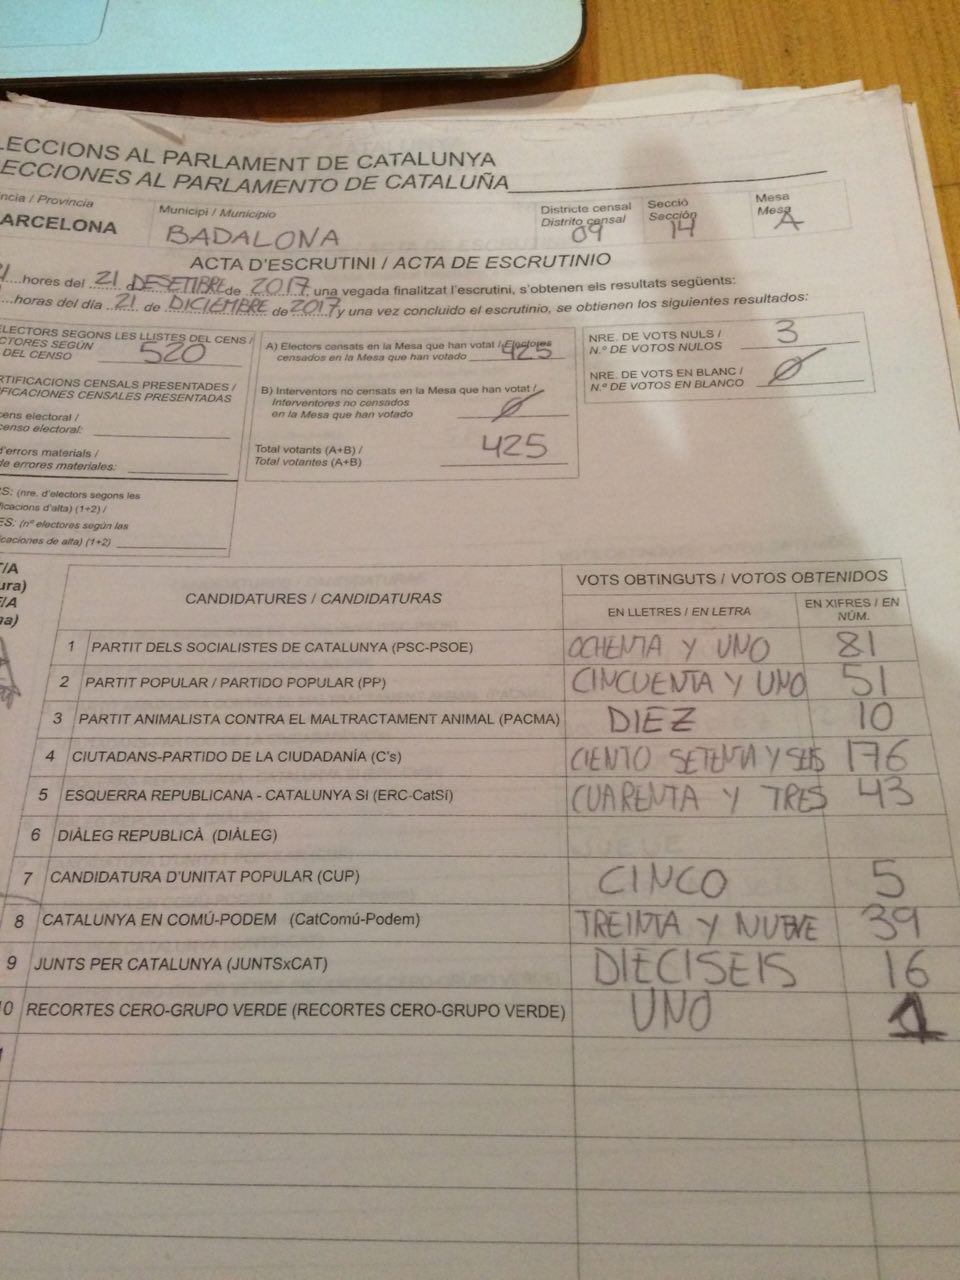 LECCIONS AL PARLAMENT DE CATALUNYA
ECCIONES AL PARLAMENTO DE CATALUÑA
ncia / Provincia
ARCELONA
Municipi / Municipio
BADALONA
Districte censal
Distrito censal
09
Secció
Sección
14
Mesa
Mesa
A
ACTA D'ESCRUTINI / ACTA DE ESCRUTINIO
hores del 21 d DESETIBRE de 2017, una vegada finalitzat l'escrutini, s'obtenen els resultats següents:
horas del día 21 de DICIEMBRE de 2017 y una vez concluido el escrutinio, se obtienen los siguientes resultados:
ELECTORS SEGONS LES LLISTES DEL CENS /
CTORES SEGÚN
DEL CENSO 520
RTIFICACIONS CENSALS PRESENTADES /
IFICACIONES CENSALES PRESENTADAS
cens electoral /
censo electoral:
d'errors materials /
de errores materiales:
RS: (nre. d'electors segons les
ificacions d'alta) (1+2) /
ES: (nº electores según las
icaciones de alta) (1+2)
A) Electors censats en la Mesa que han votat / Electores
censados en la Mesa que han votado 425
B) Interventors no censats en la Mesa que han votat /
Interventores no censados
en la Mesa que han votado Ø
Total votants (A+B) /
Total votantes (A+B) 425
NRE. DE VOTS NULS /
N.º DE VOTOS NULOS 3
NRE. DE VOTS EN BLANC /
N.º DE VOTOS EN BLANCO Ø
T/A
ura)
F/A
na)
CANDIDATURES / CANDIDATURAS
VOTS OBTINGUTS / VOTOS OBTENIDOS
EN LLETRES / EN LETRA
EN XIFRES / EN
NÚM.
1 PARTIT DELS SOCIALISTES DE CATALUNYA (PSC-PSOE) OCHENTA Y UNO 81
2 PARTIT POPULAR / PARTIDO POPULAR (PP) CINCUENTA Y UNO 51
3 PARTIT ANIMALISTA CONTRA EL MALTRACTAMENT ANIMAL (PACMA) DIEZ 10
4 CIUTADANS-PARTIDO DE LA CIUDADANÍA (C's) CIENTO SETENTA Y SEIS 176
5 ESQUERRA REPUBLICANA - CATALUNYA SI (ERC-CatSí) CUARENTA Y TRES 43
6 DIÀLEG REPUBLICÀ (DIÀLEG)
7 CANDIDATURA D'UNITAT POPULAR (CUP) CINCO 5
8 CATALUNYA EN COMÚ-PODEM (CatComú-Podem) TREINTA Y NUEVE 39
9 JUNTS PER CATALUNYA (JUNTSxCAT) DIECISEIS 16
10 RECORTES CERO-GRUPO VERDE (RECORTES CERO-GRUPO VERDE) UNO 1